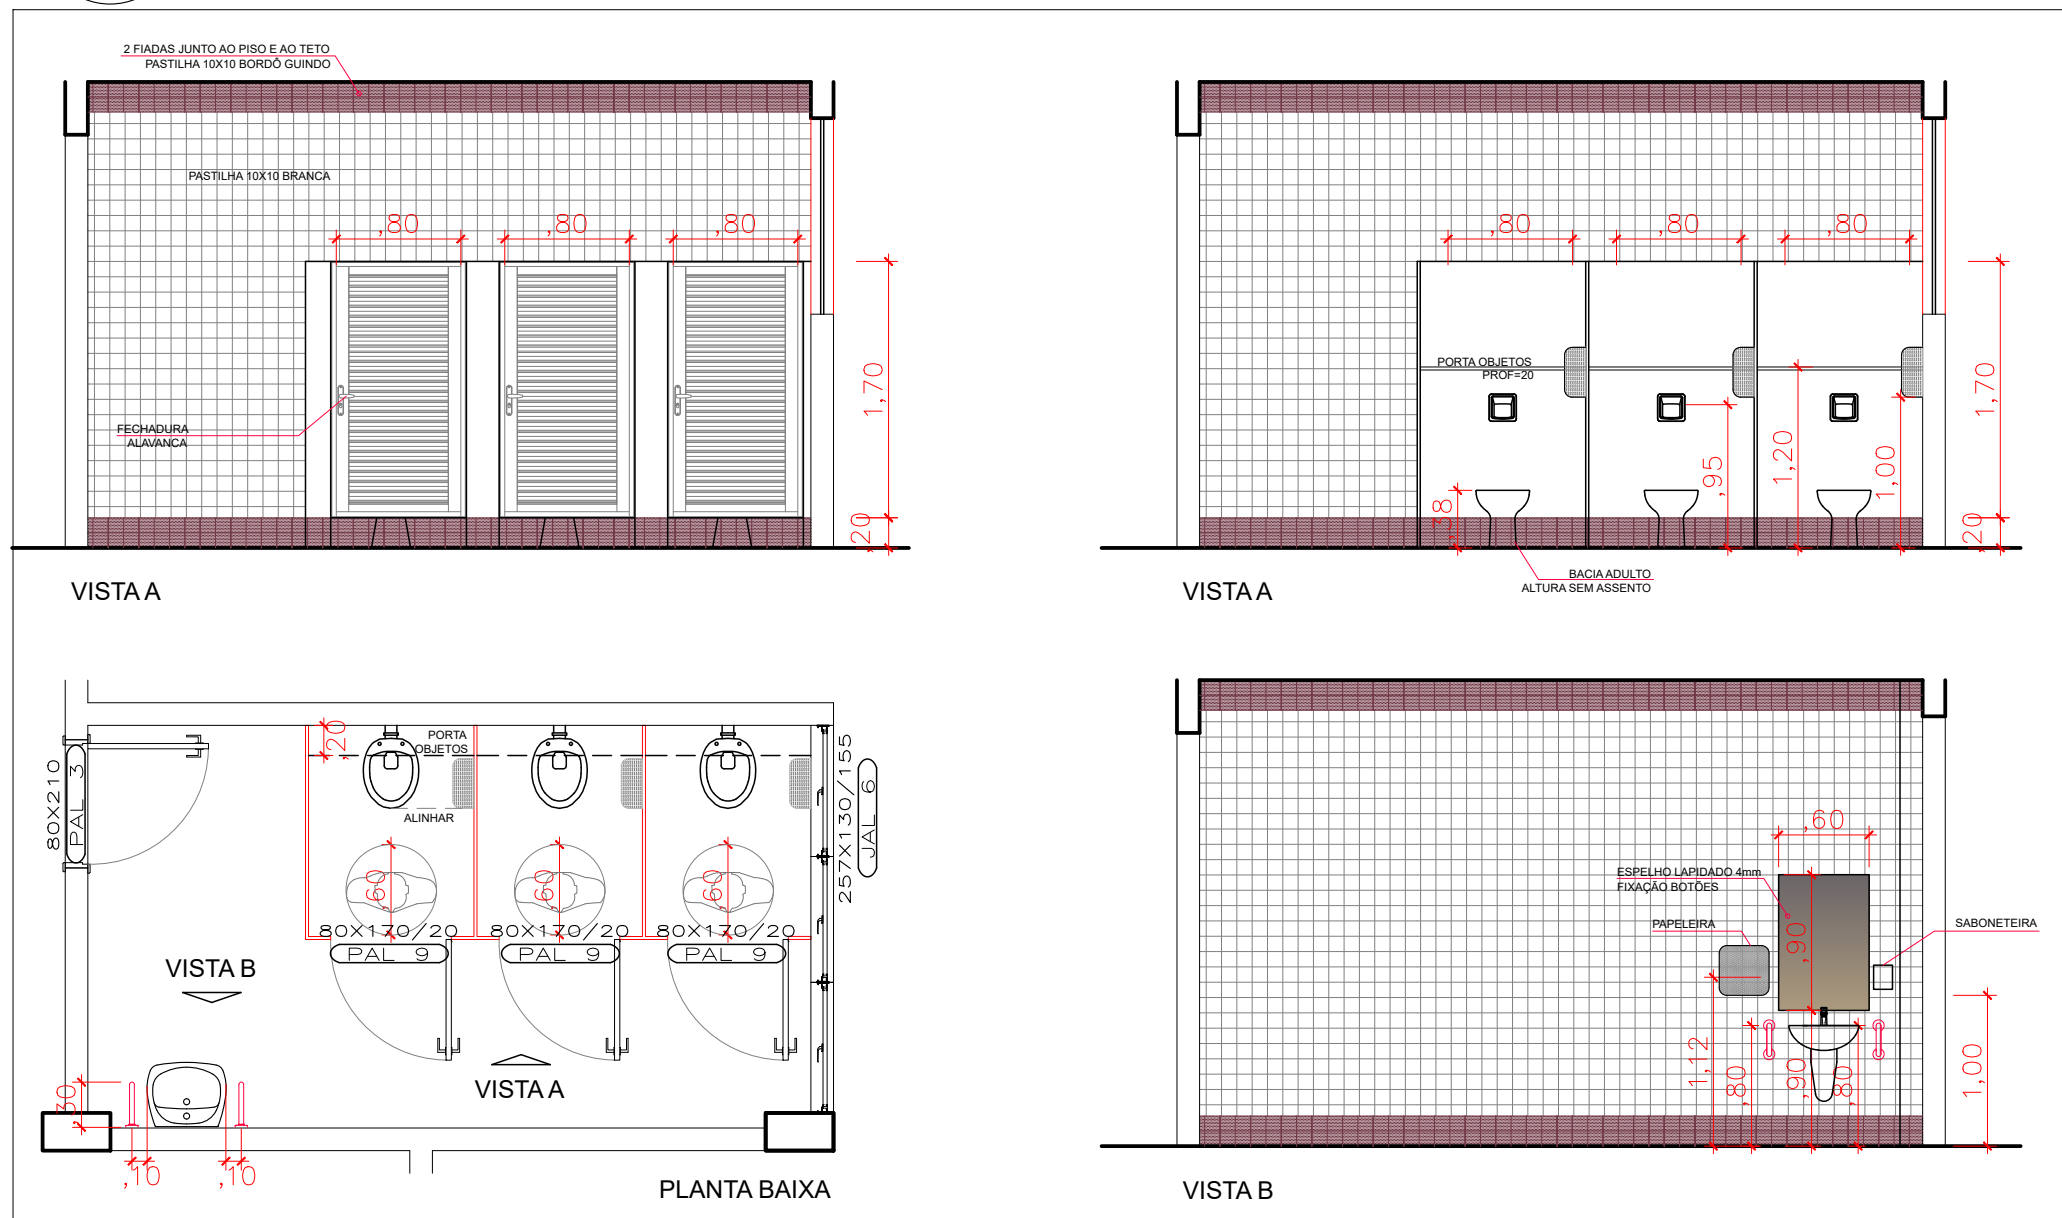 2 FIADAS JUNTO AO PISO E AO TETO
PASTILHA 10X10 BORDÔ GUINDO
PASTILHA 10X10 BRANCA
,80
,80
,80
FECHADURA
ALAVANCA
1,70
,20
VISTA A
,80
,80
,80
PORTA OBJETOS
PROF=20
,38
,95
1,20
1,00
1,70
,20
BACIA ADULTO
ALTURA SEM ASSENTO
VISTA A
80X210
PAL 3
,20
PORTA
OBJETOS
ALINHAR
,60
,60
,60
80X170/20
80X170/20
80X170/20
PAL 9
PAL 9
PAL 9
257X130/155
JAL 6
VISTA B
VISTA A
,30
,10
,10
PLANTA BAIXA
,60
ESPELHO LAPIDADO 4mm
FIXAÇÃO BOTÕES
PAPELEIRA
SABONETEIRA
,90
1,12
,80
,90
,80
1,00
VISTA B